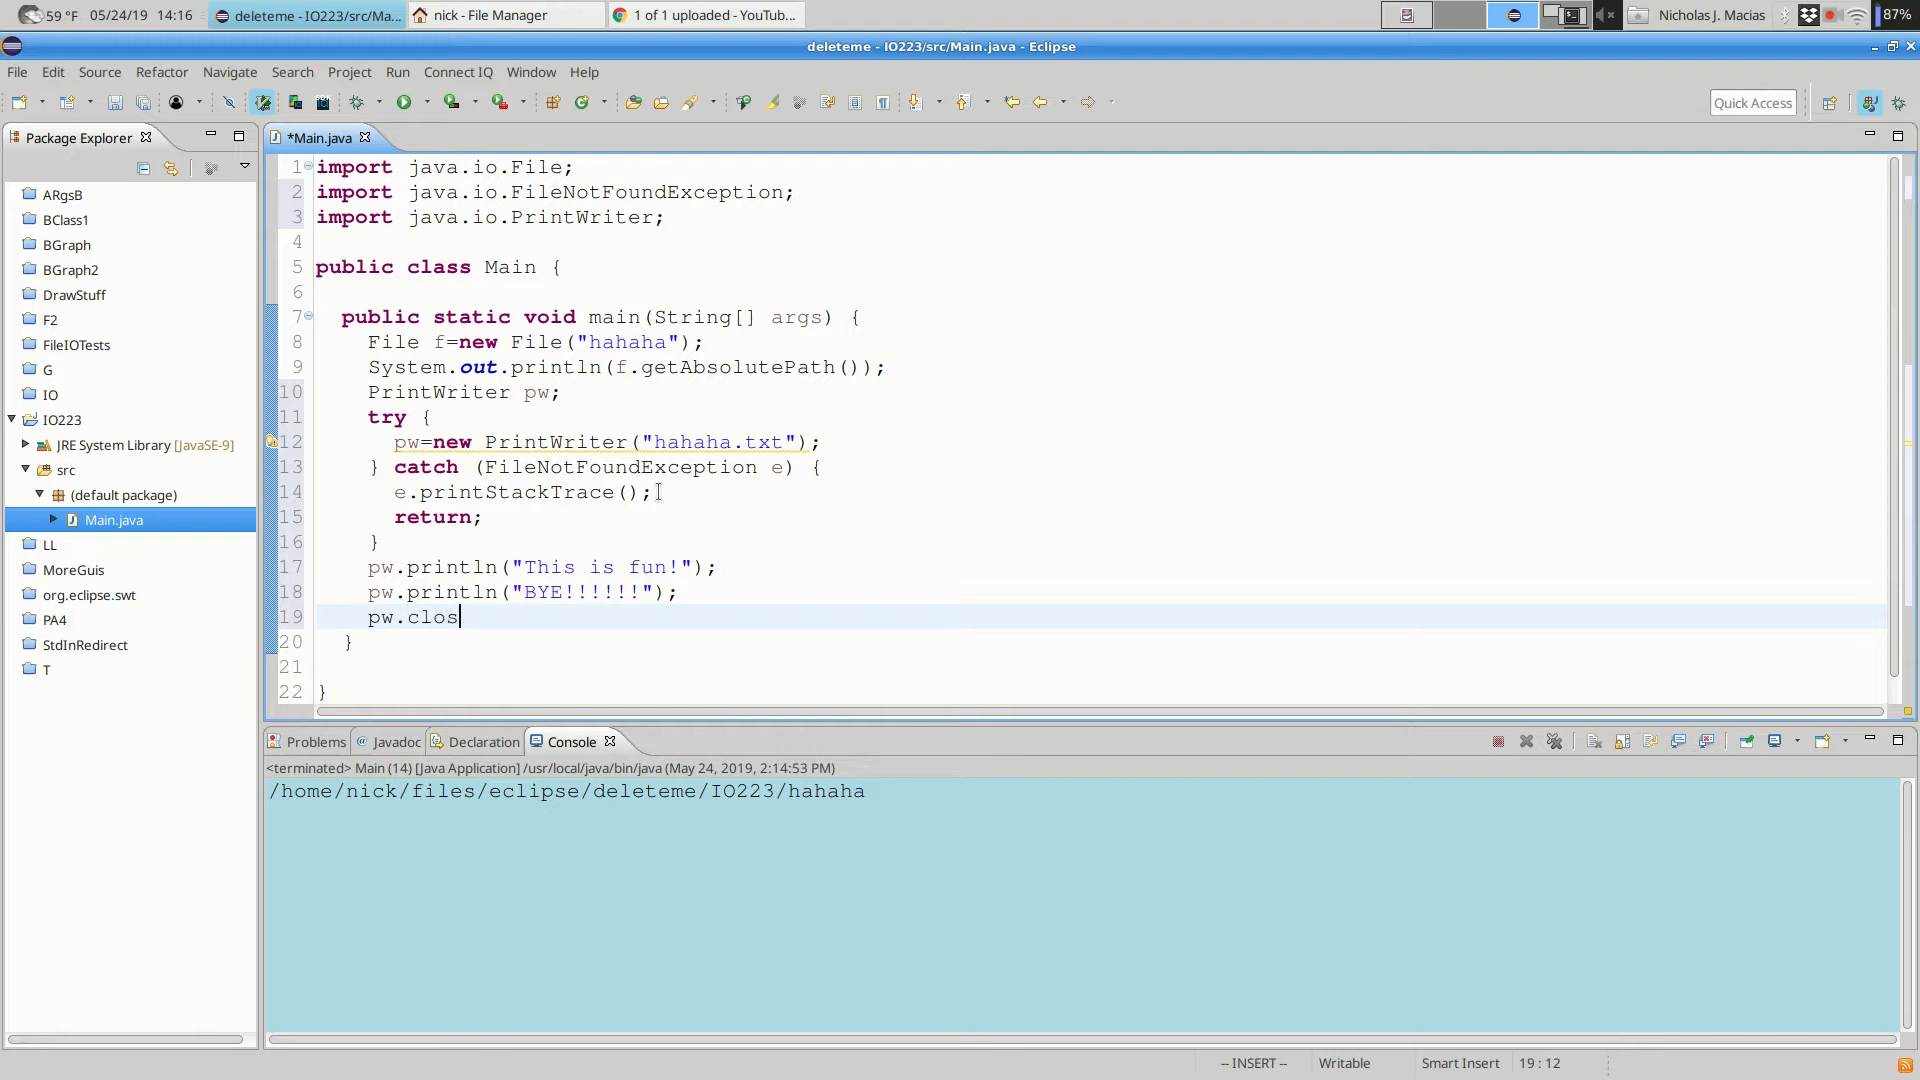 59 °F 05/24/19 14:16 deleteme - IO223/src/Ma... nick - File Manager 1 of 1 uploaded - YouTub... Nicholas J. Macias 87%
deleteme - IO223/src/Main.java - Eclipse
File Edit Source Refactor Navigate Search Project Run Connect IQ Window Help
Quick Access
Package Explorer
ARgsB
BClass1
BGraph
BGraph2
DrawStuff
F2
FileIOTests
G
IO
IO223
JRE System Library [JavaSE-9]
src
(default package)
Main.java
LL
MoreGuis
org.eclipse.swt
PA4
StdInRedirect
T
*Main.java
1 import java.io.File;
2 import java.io.FileNotFoundException;
3 import java.io.PrintWriter;
4
5 public class Main {
6
7 public static void main(String[] args) {
8 File f=new File("hahaha");
9 System.out.println(f.getAbsolutePath());
10 PrintWriter pw;
11 try {
12 pw=new PrintWriter("hahaha.txt");
13 } catch (FileNotFoundException e) {
14 e.printStackTrace();
15 return;
16 }
17 pw.println("This is fun!");
18 pw.println("BYE!!!!!!");
19 pw.clos
20 }
21
22 }
Problems Javadoc Declaration Console
<terminated> Main (14) [Java Application] /usr/local/java/bin/java (May 24, 2019, 2:14:53 PM)
/home/nick/files/eclipse/deleteme/IO223/hahaha
-- INSERT -- Writable Smart Insert 19 : 12